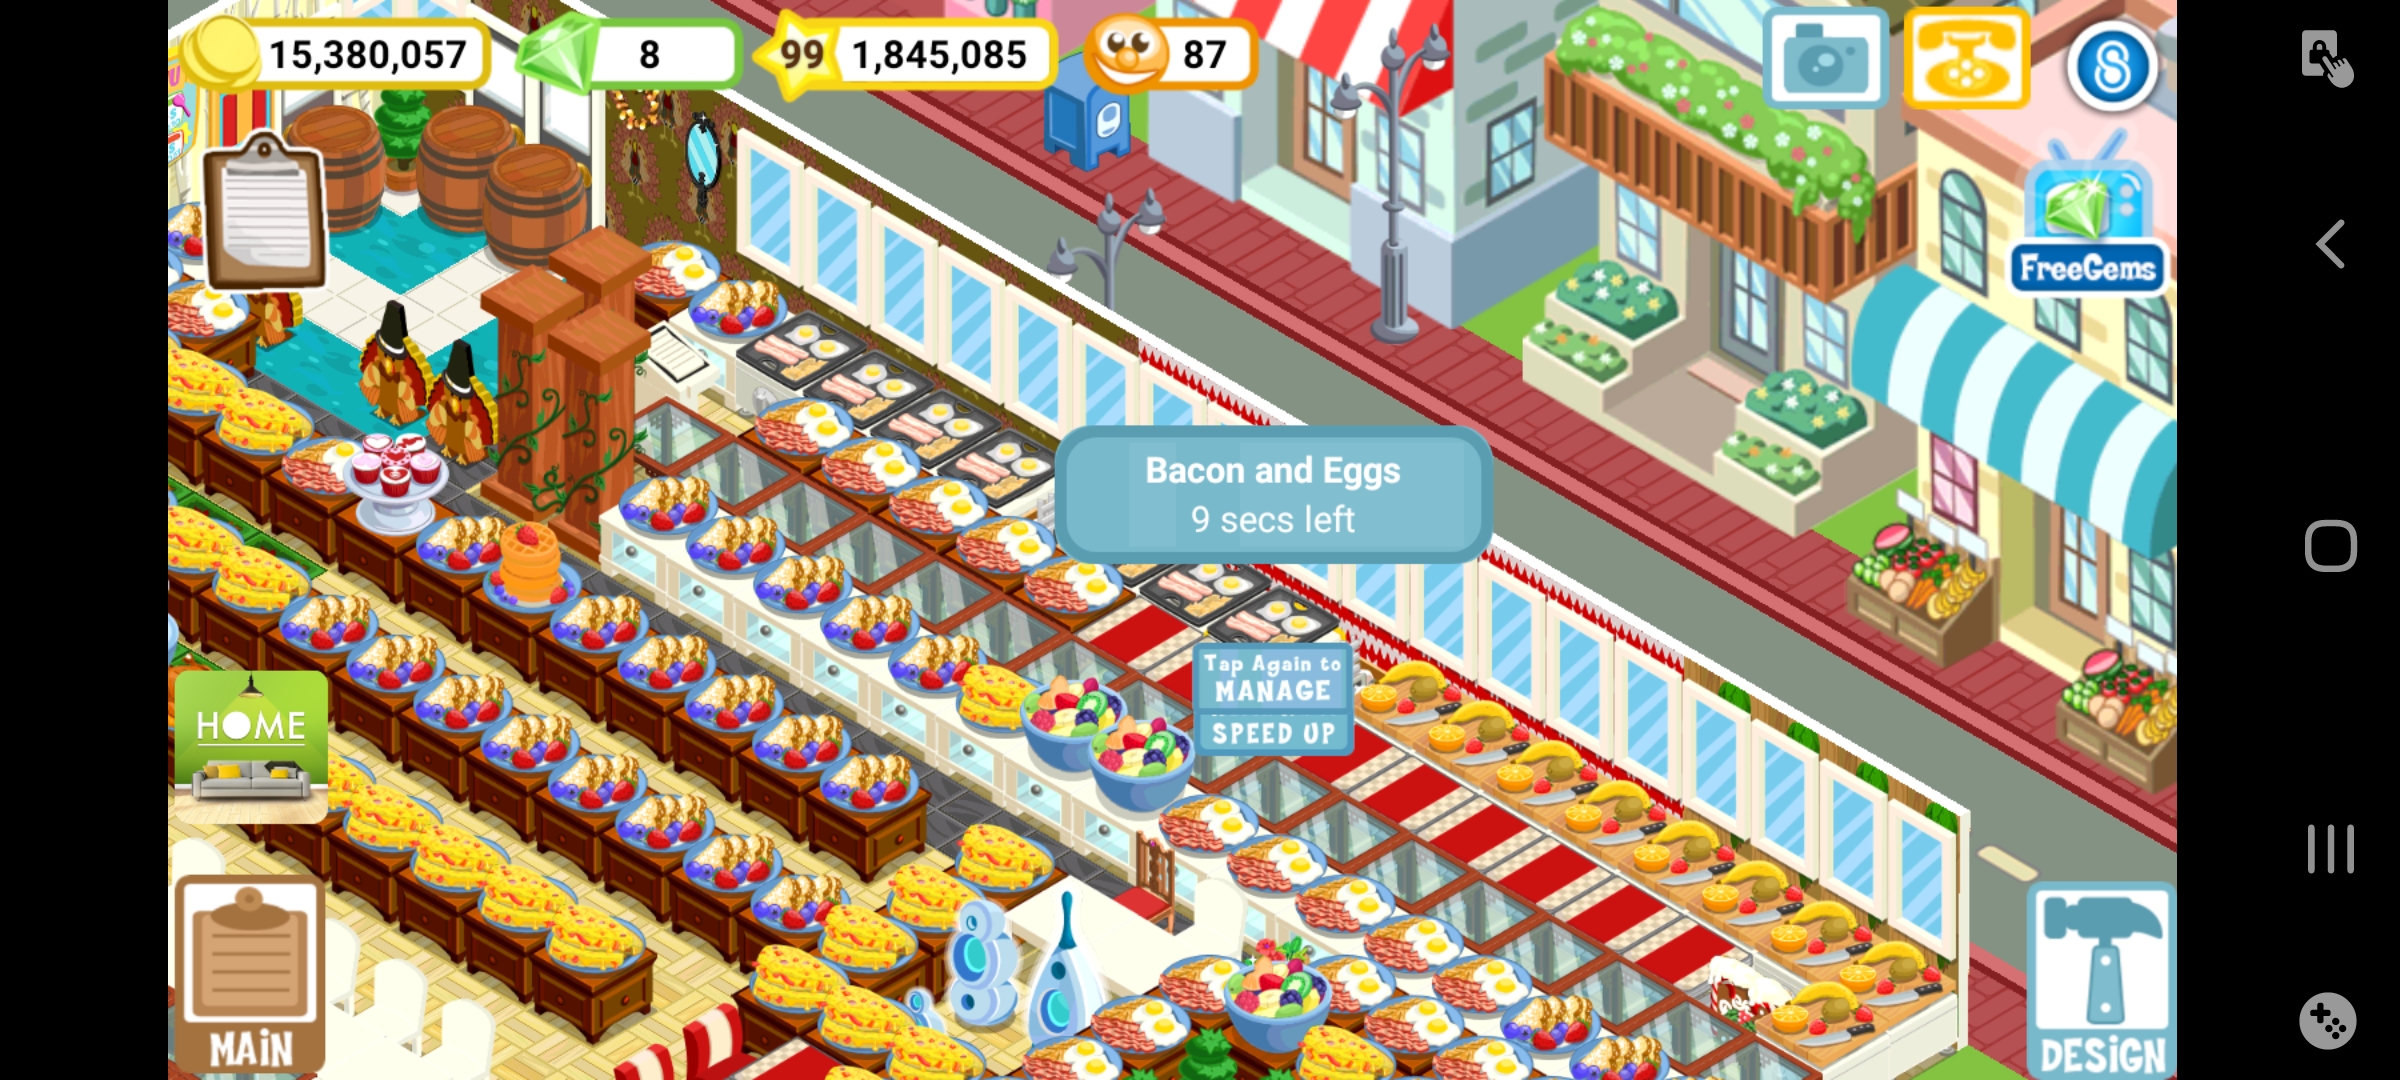 15,380,057
8
99
1,845,085
87
FreeGems
Bacon and Eggs
9 secs left
Tap Again to
MANAGE
SPEED UP
HOME
MAiN
DESiGN